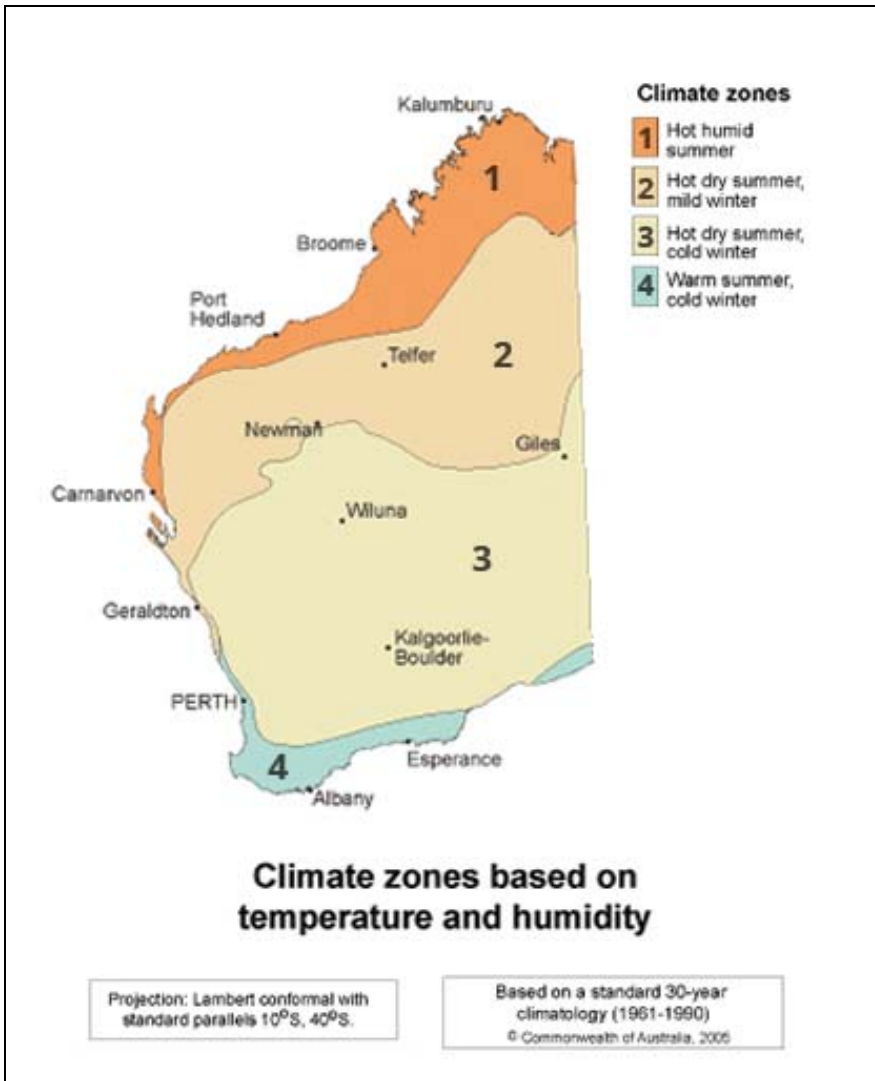 Kalumburu
Broome
Port
Hedland
Telfer
Newman
Giles
Carnarvon
Wiluna
Geraldton
Kalgoorlie-
Boulder
PERTH
Esperance
Albany
1
2
3
4
Climate zones
1 Hot humid
summer
2 Hot dry summer,
mild winter
3 Hot dry summer,
cold winter
4 Warm summer,
cold winter
Climate zones based on
temperature and humidity
Projection: Lambert conformal with
standard parallels 10°S, 40°S.
Based on a standard 30-year
climatology (1961-1990)
© Commonwealth of Australia, 2005